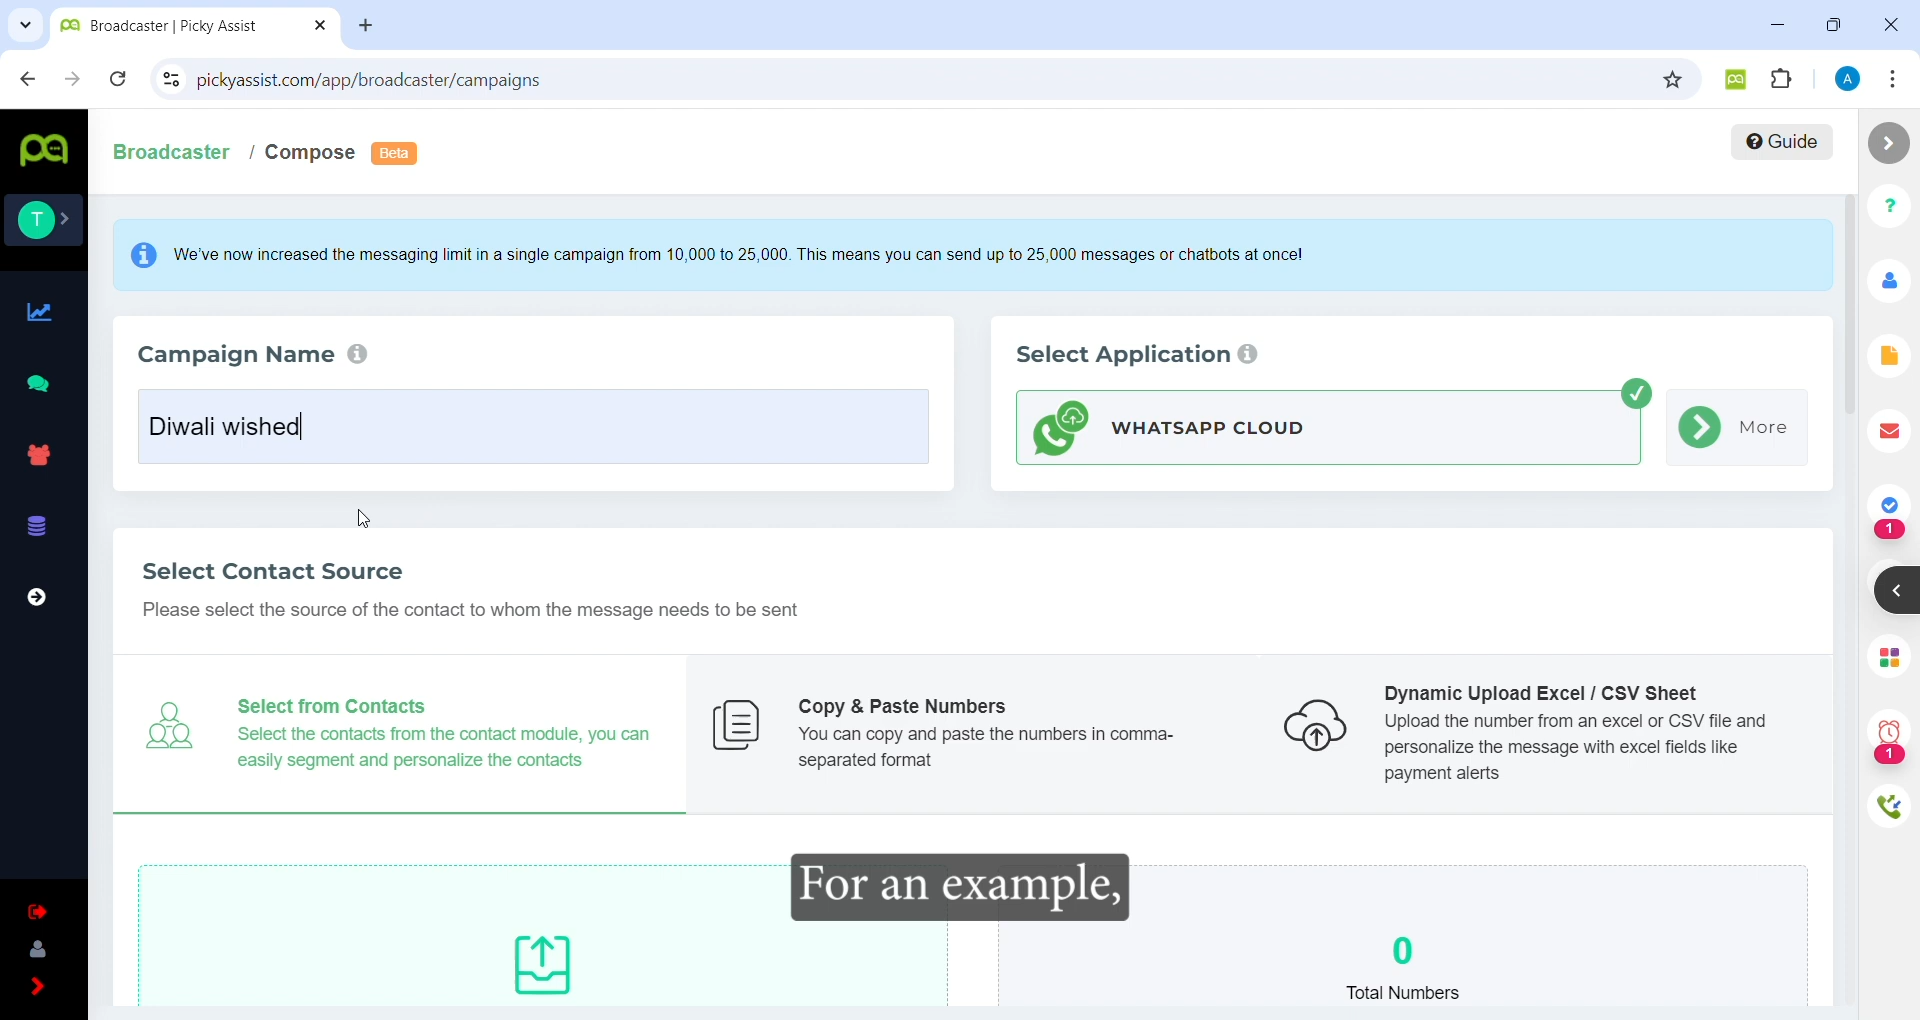 Broadcaster | Picky Assist
pickyassist.com/app/broadcaster/campaigns
A
Broadcaster / Compose Beta
Guide
T
We've now increased the messaging limit in a single campaign from 10,000 to 25,000. This means you can send up to 25,000 messages or chatbots at once!
Campaign Name
Diwali wished
Select Application
WHATSAPP CLOUD
More
Select Contact Source
Please select the source of the contact to whom the message needs to be sent
Select from Contacts
Select the contacts from the contact module, you can
easily segment and personalize the contacts
Copy & Paste Numbers
You can copy and paste the numbers in comma-
separated format
Dynamic Upload Excel / CSV Sheet
Upload the number from an excel or CSV file and
personalize the message with excel fields like
payment alerts
For an example,
0
Total Numbers
1
1